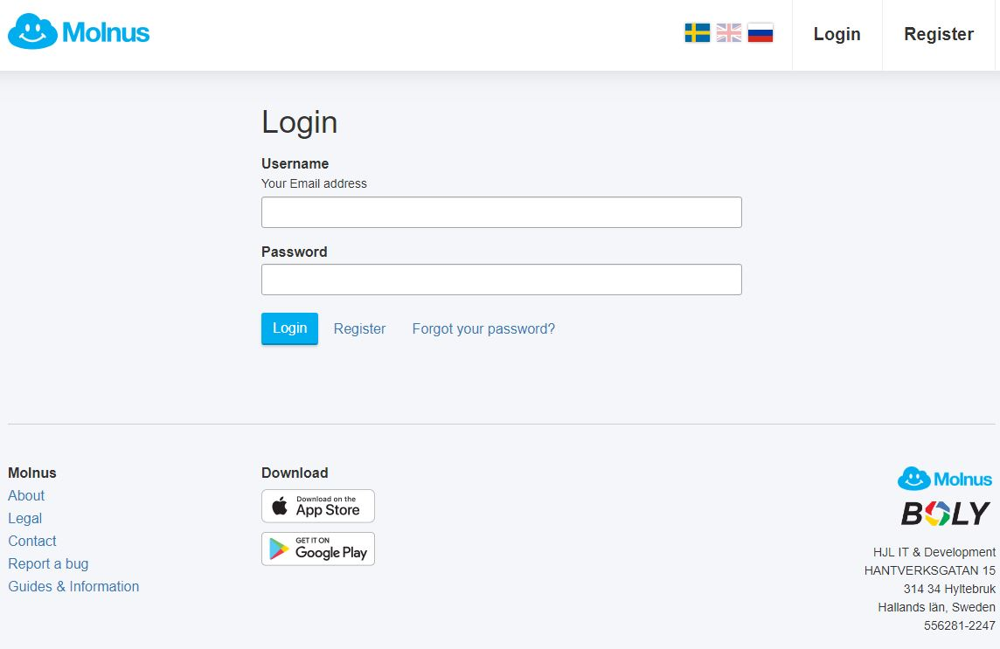 Molnus
Login
Register
Login
Username
Your Email address
Password
Login
Register
Forgot your password?
Molnus
About
Legal
Contact
Report a bug
Guides & Information
Download
Download on the
App Store
GET IT ON
Google Play
Molnus
BOLY
HJL IT & Development
HANTVERKSGATAN 15
314 34 Hyltebruk
Hallands län, Sweden
556281-2247